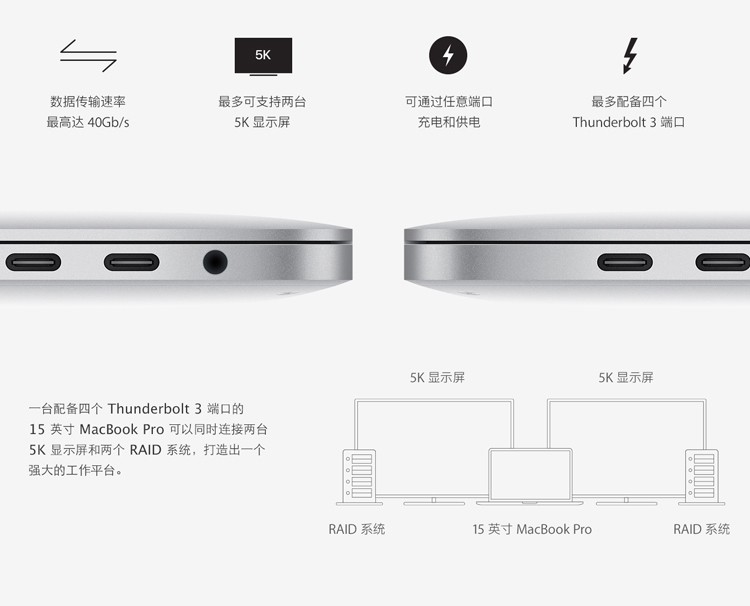 5K
数据传输速率
最高达 40Gb/s
最多可支持两台
5K 显示屏
可通过任意端口
充电和供电
最多配备四个
Thunderbolt 3 端口
一台配备四个 Thunderbolt 3 端口的
15 英寸 MacBook Pro 可以同时连接两台
5K 显示屏和两个 RAID 系统，打造出一个
强大的工作平台。
5K 显示屏
5K 显示屏
RAID 系统
15 英寸 MacBook Pro
RAID 系统